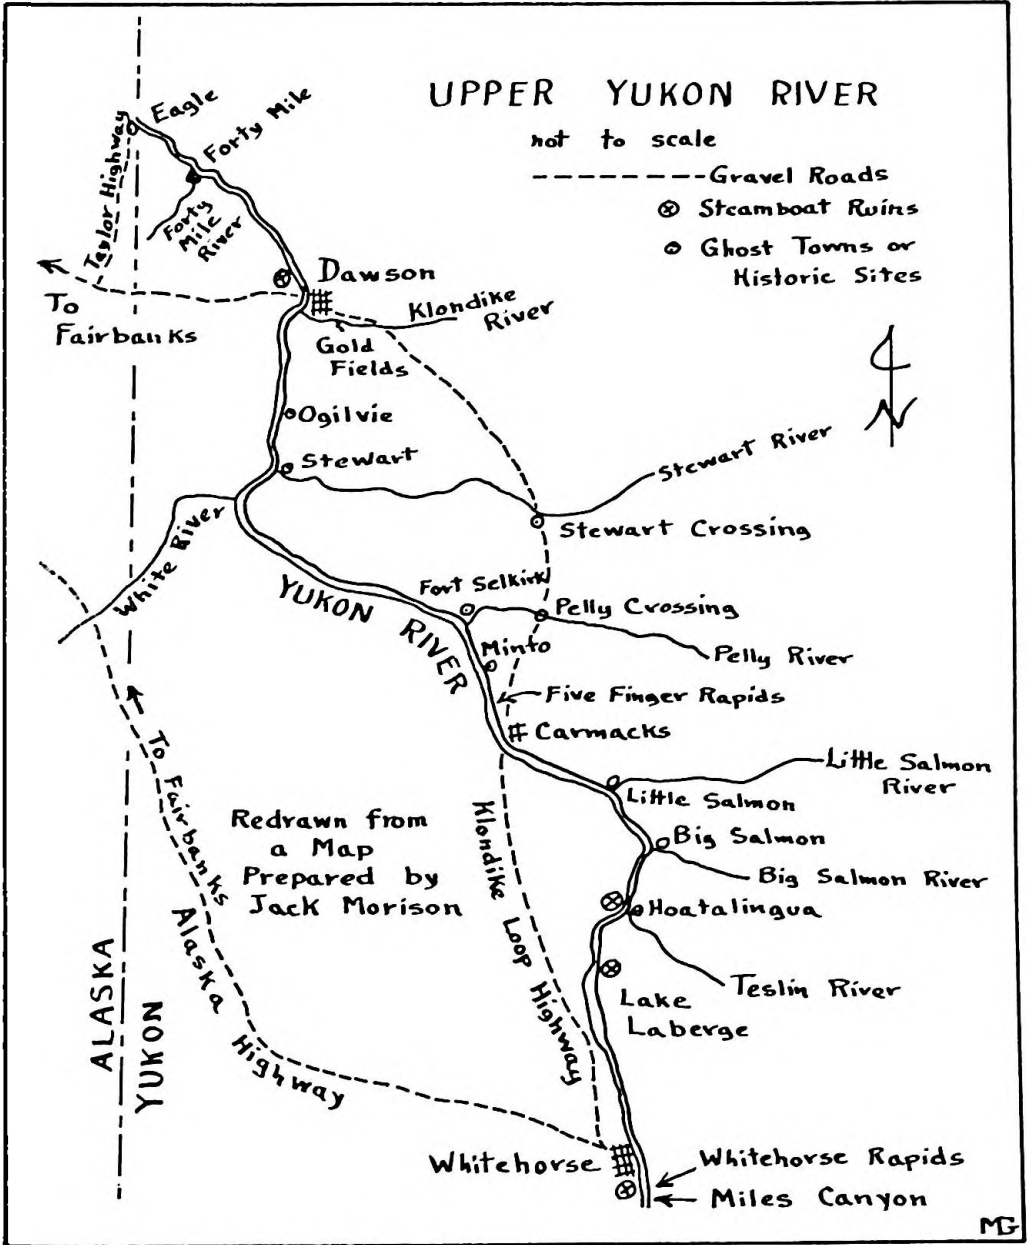 UPPER YUKON RIVER
not to scale
Gravel Roads
Steamboat Ruins
Ghost Towns or
Historic Sites
N
Eagle
Forty Mile
Taylor Highway
Forty
Mile
River
Dawson
To
Fairbanks
Klondike
River
Gold
Fields
Ogilvie
Stewart
Stewart River
Stewart Crossing
White River
Fort Selkirk
YUKON RIVER
Pelly Crossing
Pelly River
Minto
Five Finger Rapids
Carmacks
Little Salmon
River
Little Salmon
To Fairbanks
Redrawn from
a Map
Prepared by
Jack Morison
Klondike Loop Highway
Big Salmon
Big Salmon River
Hoatalingua
Teslin River
Lake
Laberge
Alaska Highway
ALASKA
YUKON
Whitehorse
Whitehorse Rapids
Miles Canyon
MG